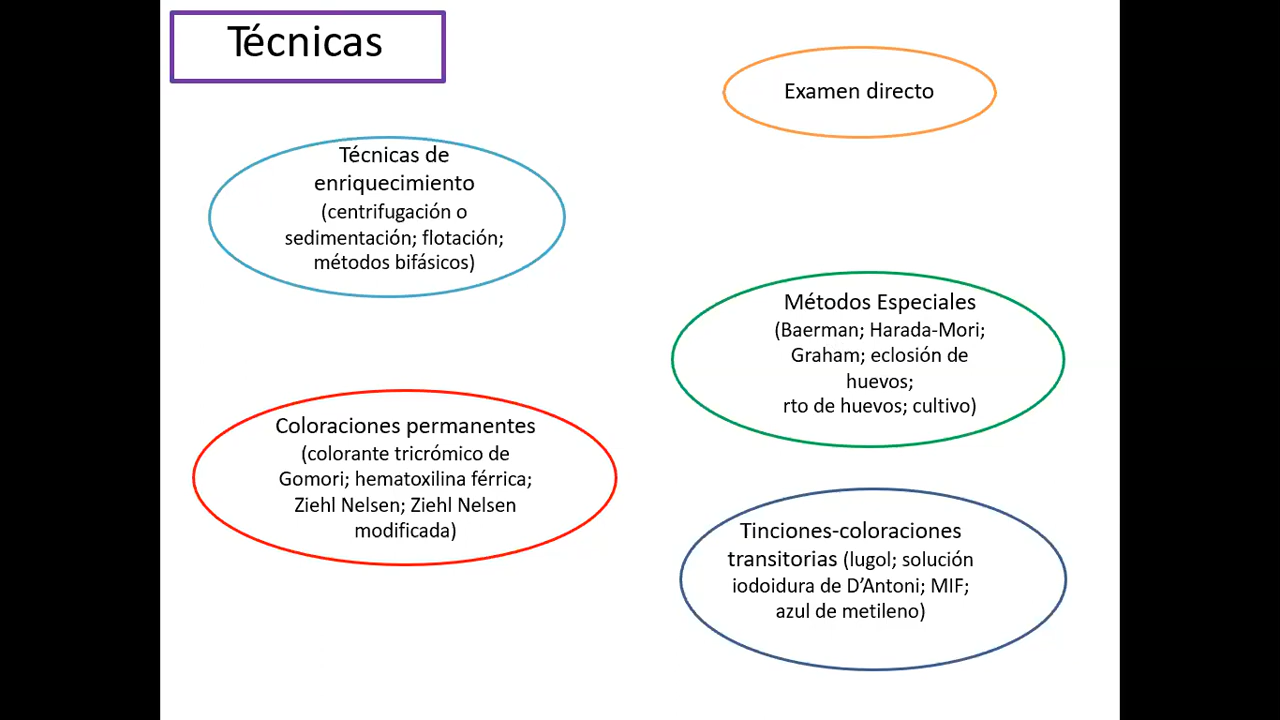 Técnicas
Examen directo
Técnicas de
enriquecimiento
(centrifugación o
sedimentación; flotación;
métodos bifásicos)
Métodos Especiales
(Baerman; Harada-Mori;
Graham; eclosión de
huevos;
rto de huevos; cultivo)
Coloraciones permanentes
(colorante tricrómico de
Gomori; hematoxilina férrica;
Ziehl Nelsen; Ziehl Nelsen
modificada)
Tinciones-coloraciones
transitorias (lugol; solución
iodoidura de D’Antoni; MIF;
azul de metileno)